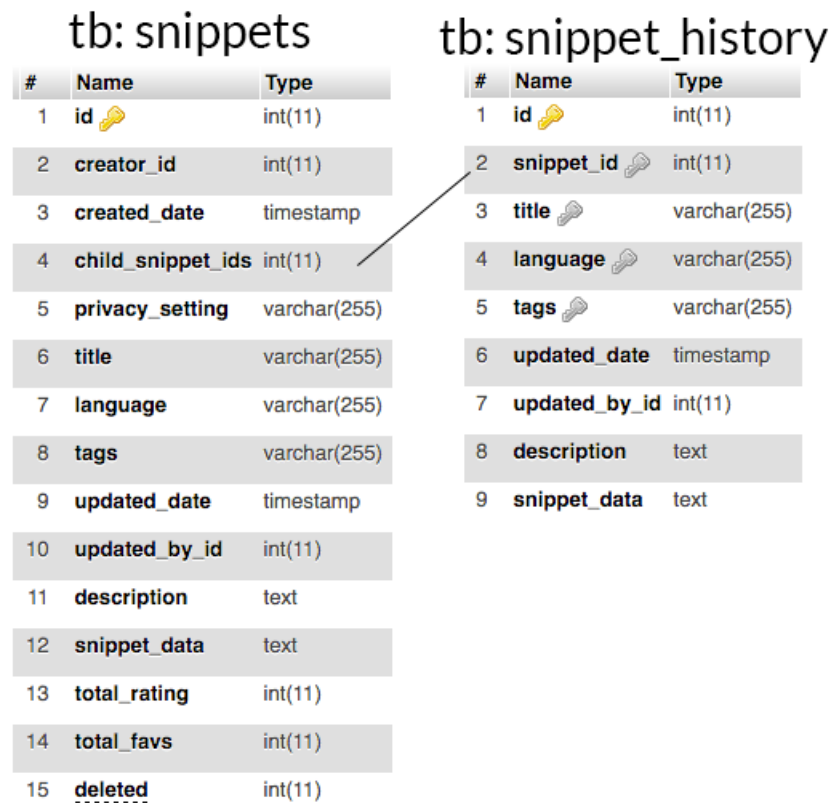 tb: snippets
# Name Type
1 id int(11)
2 creator_id int(11)
3 created_date timestamp
4 child_snippet_ids int(11)
5 privacy_setting varchar(255)
6 title varchar(255)
7 language varchar(255)
8 tags varchar(255)
9 updated_date timestamp
10 updated_by_id int(11)
11 description text
12 snippet_data text
13 total_rating int(11)
14 total_favs int(11)
15 deleted int(11)
tb: snippet_history
# Name Type
1 id int(11)
2 snippet_id int(11)
3 title varchar(255)
4 language varchar(255)
5 tags varchar(255)
6 updated_date timestamp
7 updated_by_id int(11)
8 description text
9 snippet_data text